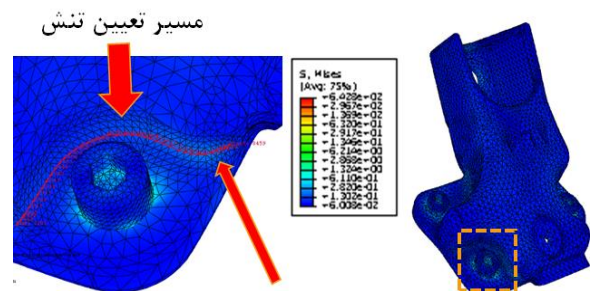 مسیر تعیین تنش
S, Mises
(Avg: 75%)
+6.428e+02
+2.967e+02
+1.369e+02
+6.320e+01
+2.917e+01
+1.346e+01
+6.214e+00
+2.868e+00
+1.324e+00
+6.110e-01
+2.820e-01
+1.302e-01
+6.008e-02